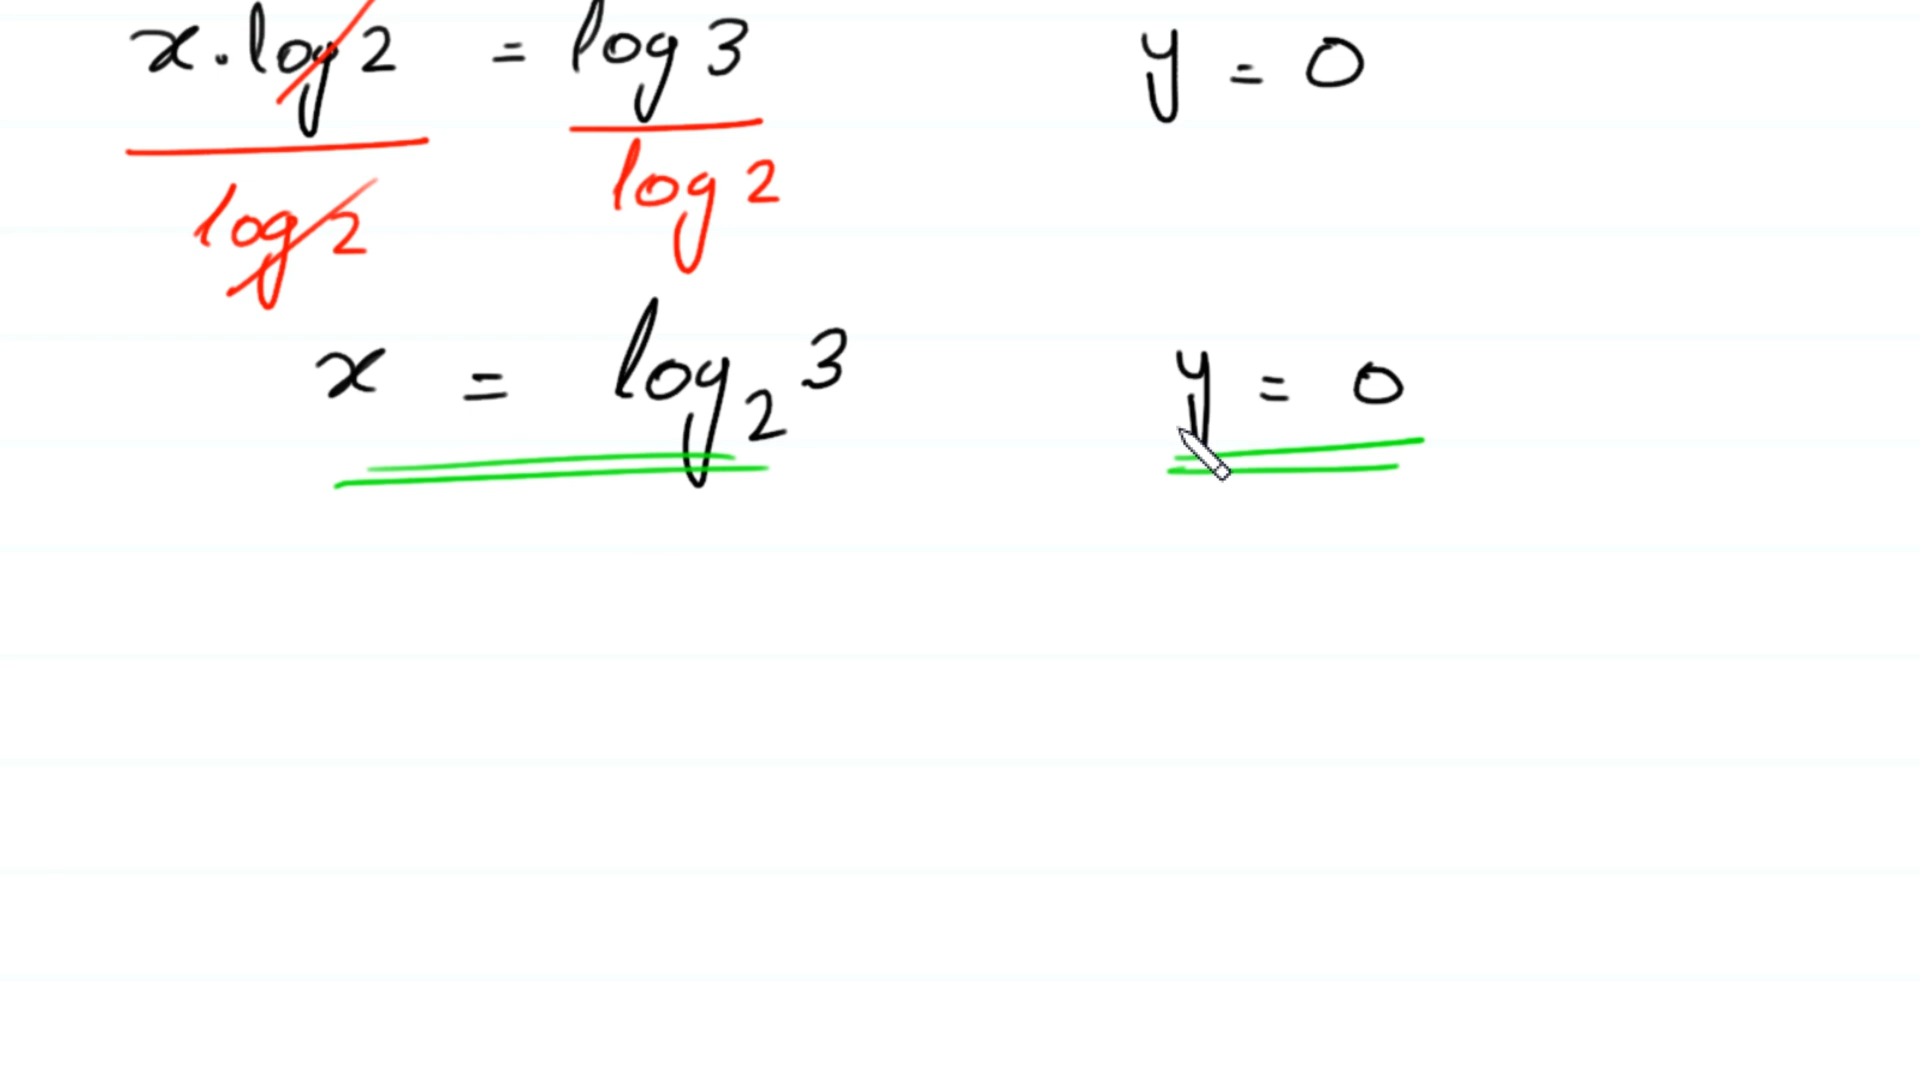 x.log 2 = log 3 y = 0
log 2 log 2
x = log₂ 3 y = 0